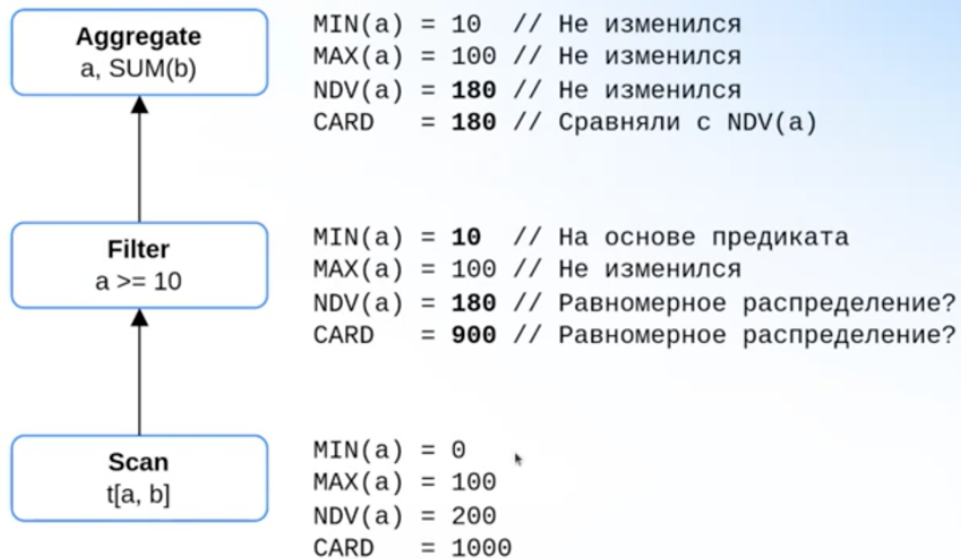 Aggregate
a, SUM(b)
MIN(a) = 10 // Не изменился
MAX(a) = 100 // Не изменился
NDV(a) = 180 // Не изменился
CARD = 180 // Сравняли с NDV(a)
Filter
a >= 10
MIN(a) = 10 // На основе предиката
MAX(a) = 100 // Не изменился
NDV(a) = 180 // Равномерное распределение?
CARD = 900 // Равномерное распределение?
Scan
t[a, b]
MIN(a) = 0
MAX(a) = 100
NDV(a) = 200
CARD = 1000